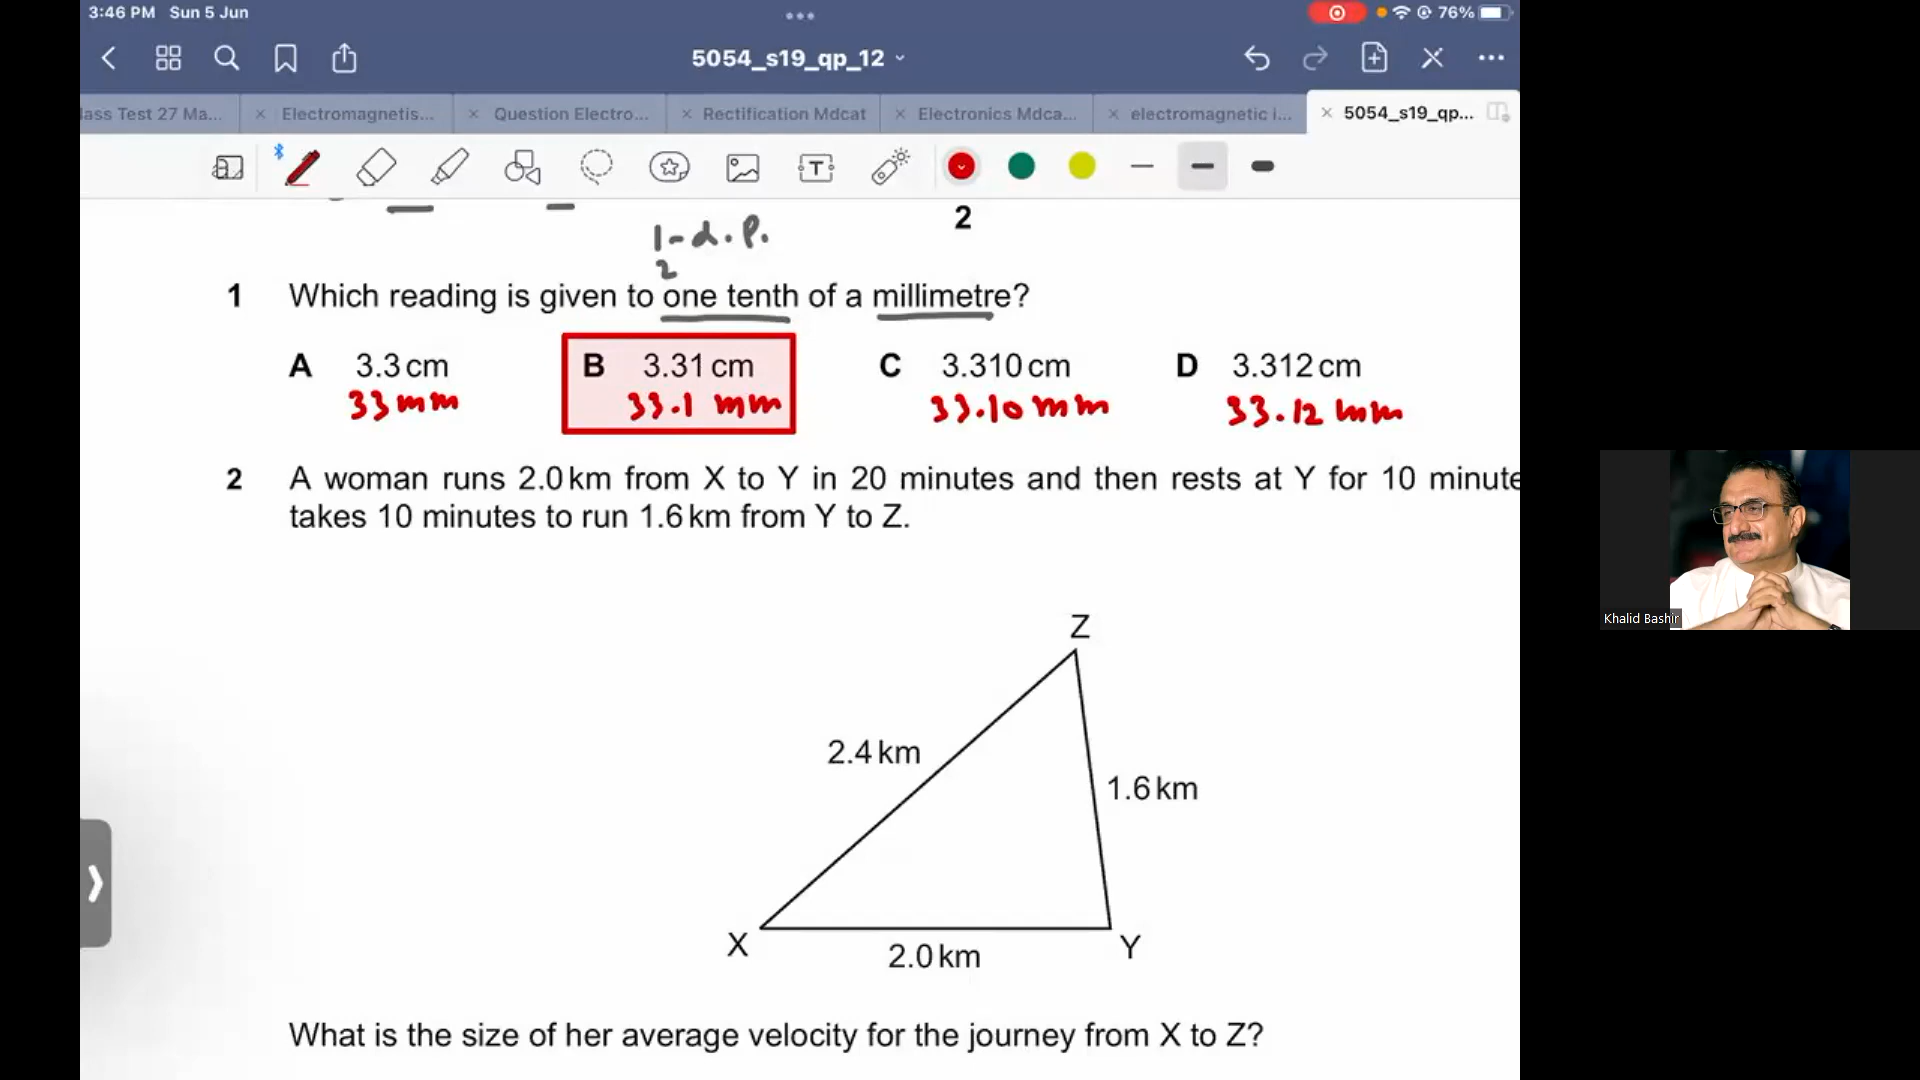 3:46 PM Sun 5 Jun
76%
5054_s19_qp_12
lass Test 27 Ma...
Electromagnetis...
Question Electro...
Rectification Mdcat
Electronics Mdca...
electromagnetic i...
5054_s19_qp...
2
1-d.p.
2
1 Which reading is given to one tenth of a millimetre?
A 3.3 cm B 3.31 cm C 3.310 cm D 3.312 cm
33 mm 33.1 mm 33.10 mm 33.12 mm
2 A woman runs 2.0 km from X to Y in 20 minutes and then rests at Y for 10 minute
takes 10 minutes to run 1.6 km from Y to Z.
Z
2.4 km
1.6 km
X
Y
2.0 km
What is the size of her average velocity for the journey from X to Z?
Khalid Bashir